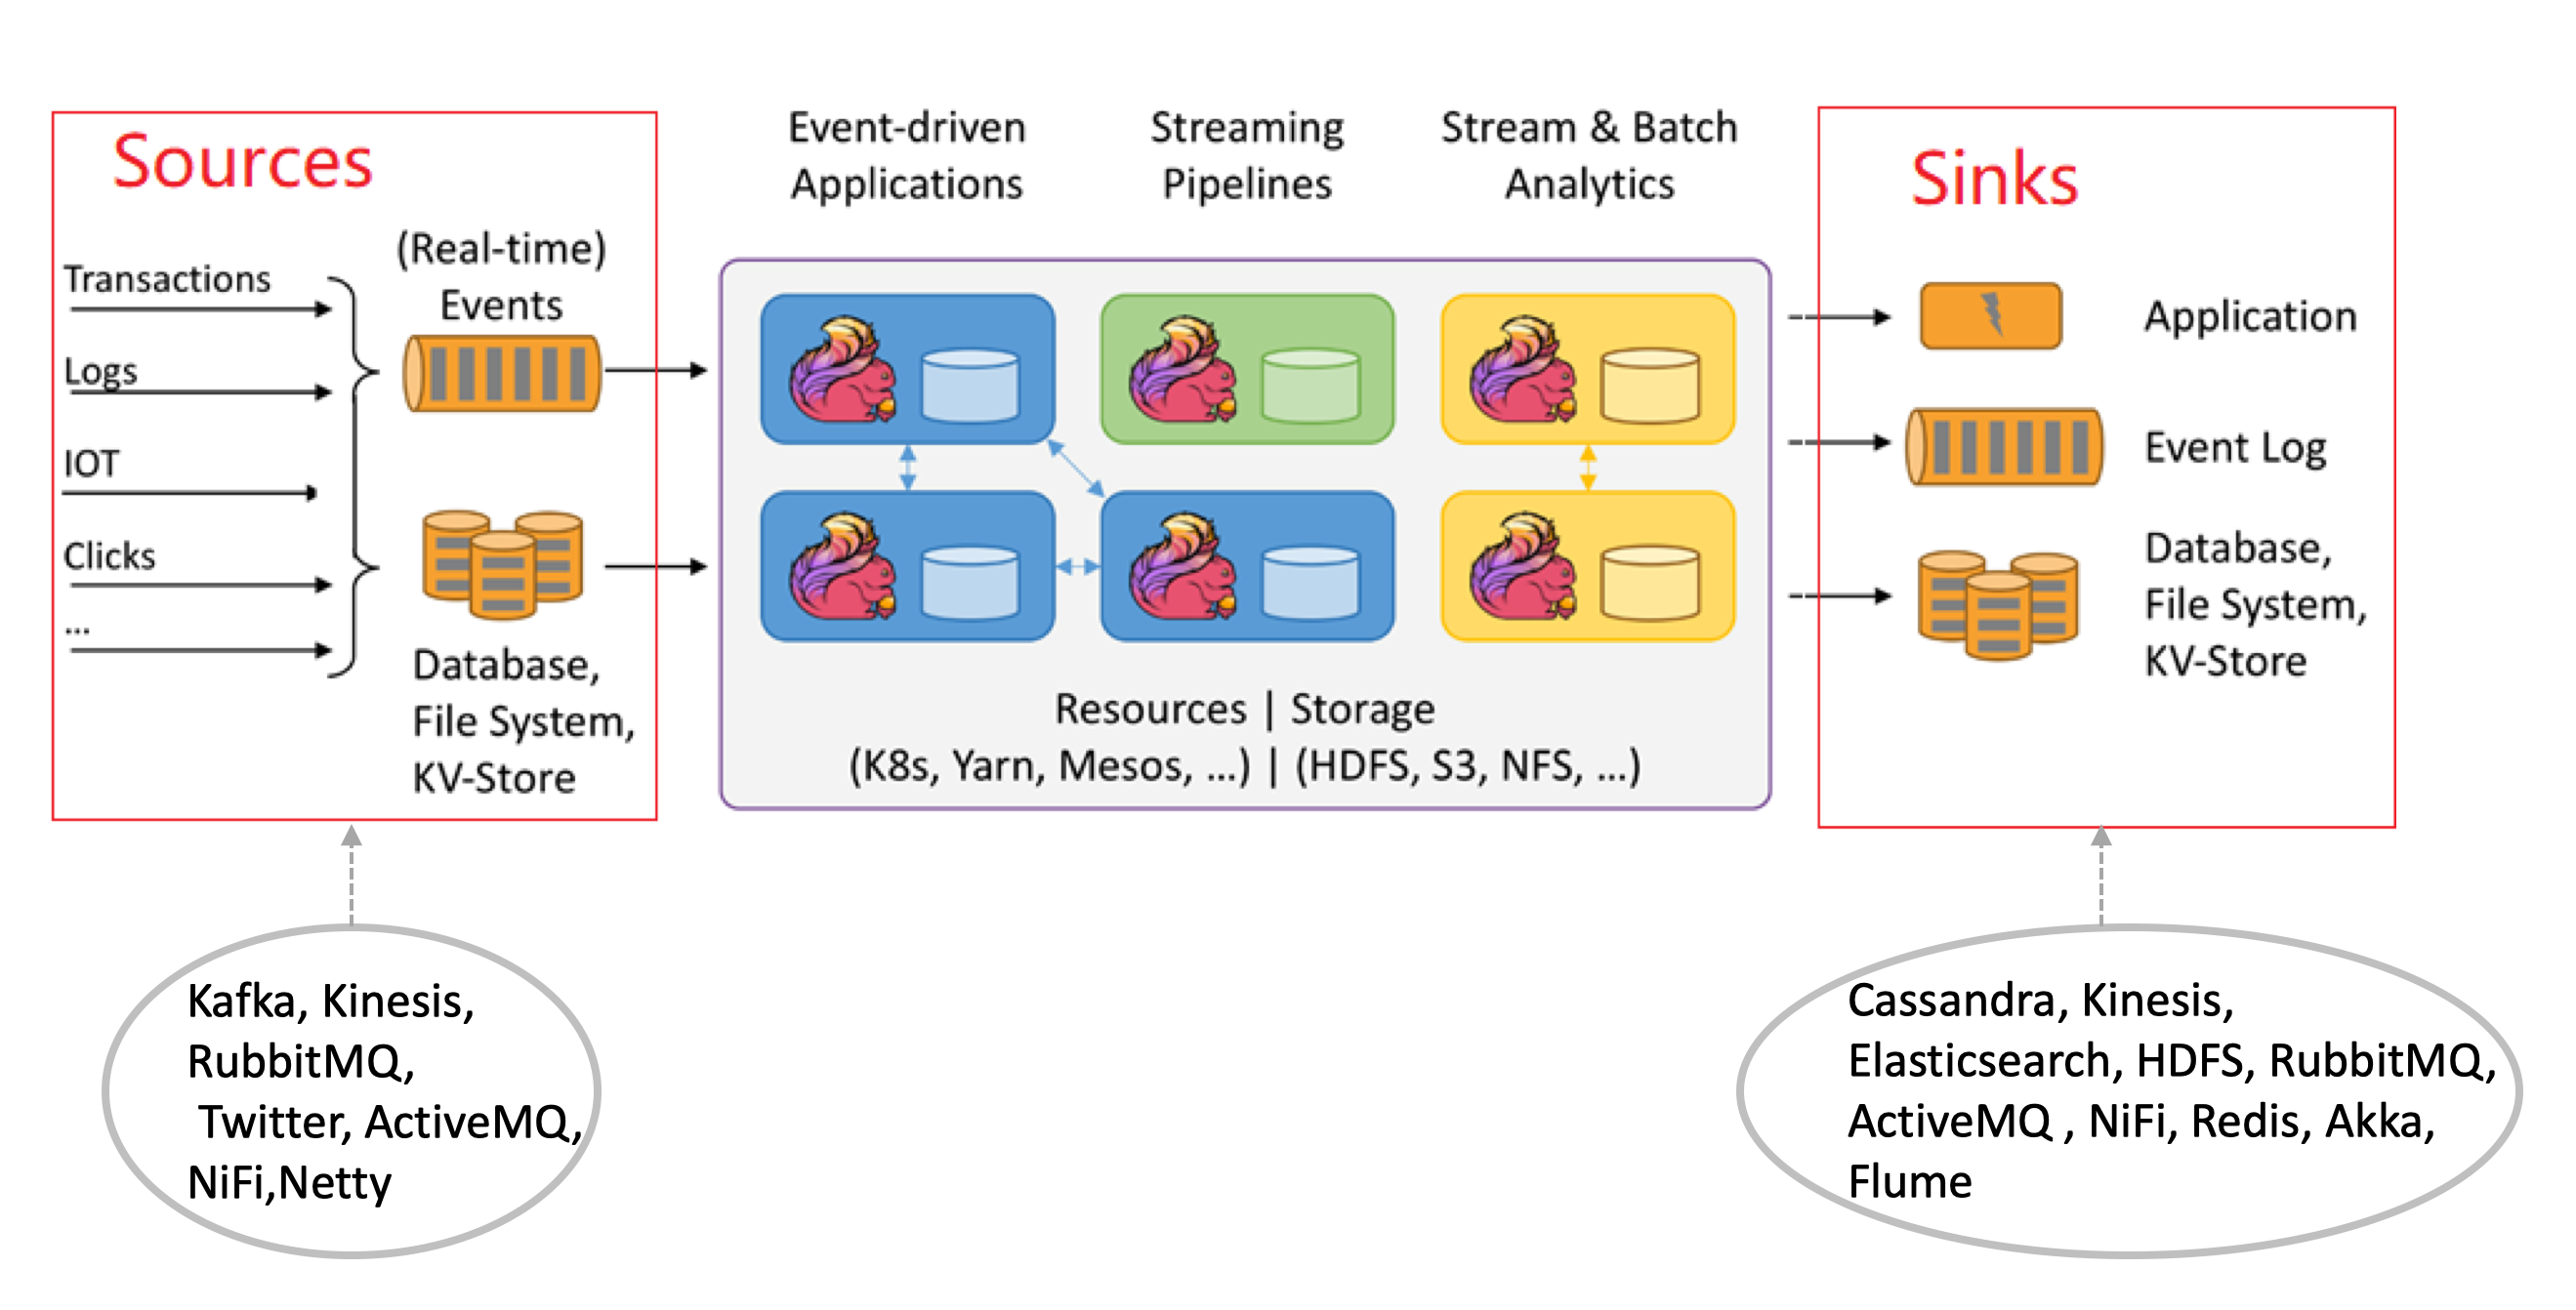 Sources
Transactions
Logs
IOT
Clicks
...
(Real-time)
Events
Database,
File System,
KV-Store
Event-driven
Applications
Streaming
Pipelines
Stream & Batch
Analytics
Resources | Storage
(K8s, Yarn, Mesos, ...) | (HDFS, S3, NFS, ...)
Sinks
Application
Event Log
Database,
File System,
KV-Store
Kafka, Kinesis,
RubbitMQ,
Twitter, ActiveMQ,
NiFi,Netty
Cassandra, Kinesis,
Elasticsearch, HDFS, RubbitMQ,
ActiveMQ , NiFi, Redis, Akka,
Flume